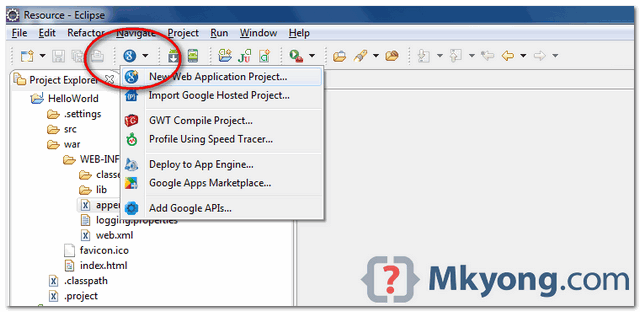 Resource - Eclipse
File Edit Refactor Navigate Project Run Window Help
Project Explorer
New Web Application Project...
HelloWorld
Import Google Hosted Project...
.settings
src
GWT Compile Project...
war
Profile Using Speed Tracer...
WEB-INF
Deploy to App Engine...
classe
lib
Google Apps Marketplace...
appen
Add Google APIs...
logging.properties
web.xml
favicon.ico
index.html
.classpath
.project
Mkyong.com